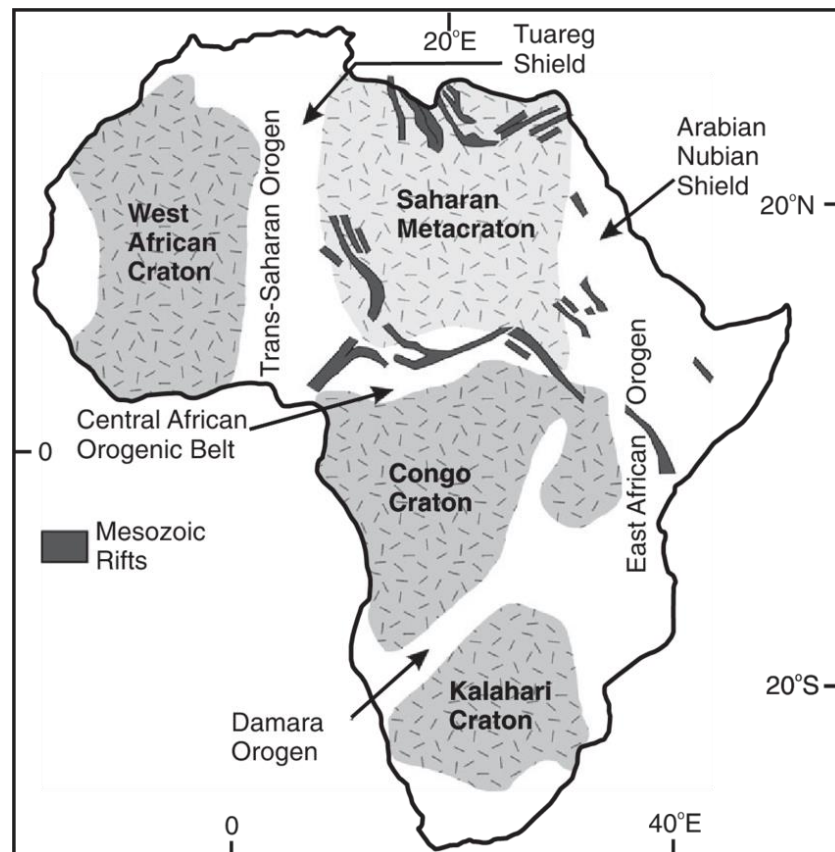 20°E
Tuareg
Shield
Arabian
Nubian
Shield
20°N
West
African
Craton
Trans-Saharan Orogen
Saharan
Metacraton
Central African
Orogenic Belt
East African Orogen
0
Congo
Craton
Mesozoic
Rifts
Kalahari
Craton
20°S
Damara
Orogen
0
40°E